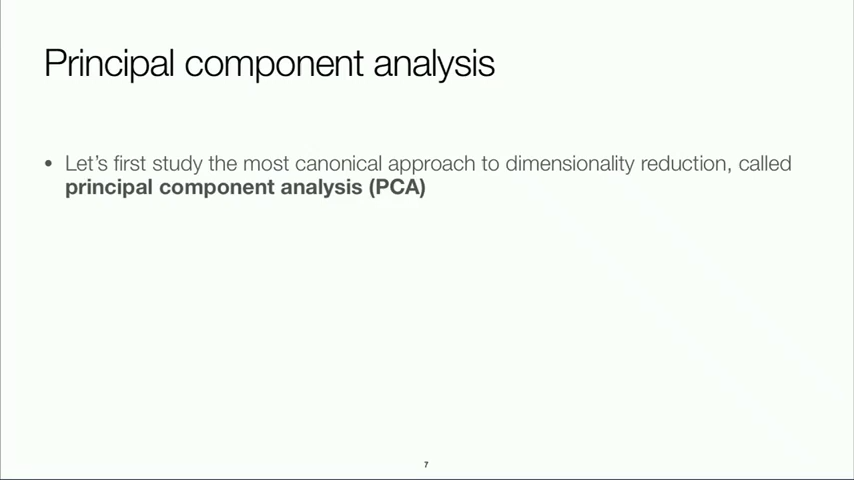 Principal component analysis
• Let's first study the most canonical approach to dimensionality reduction, called
principal component analysis (PCA)
7